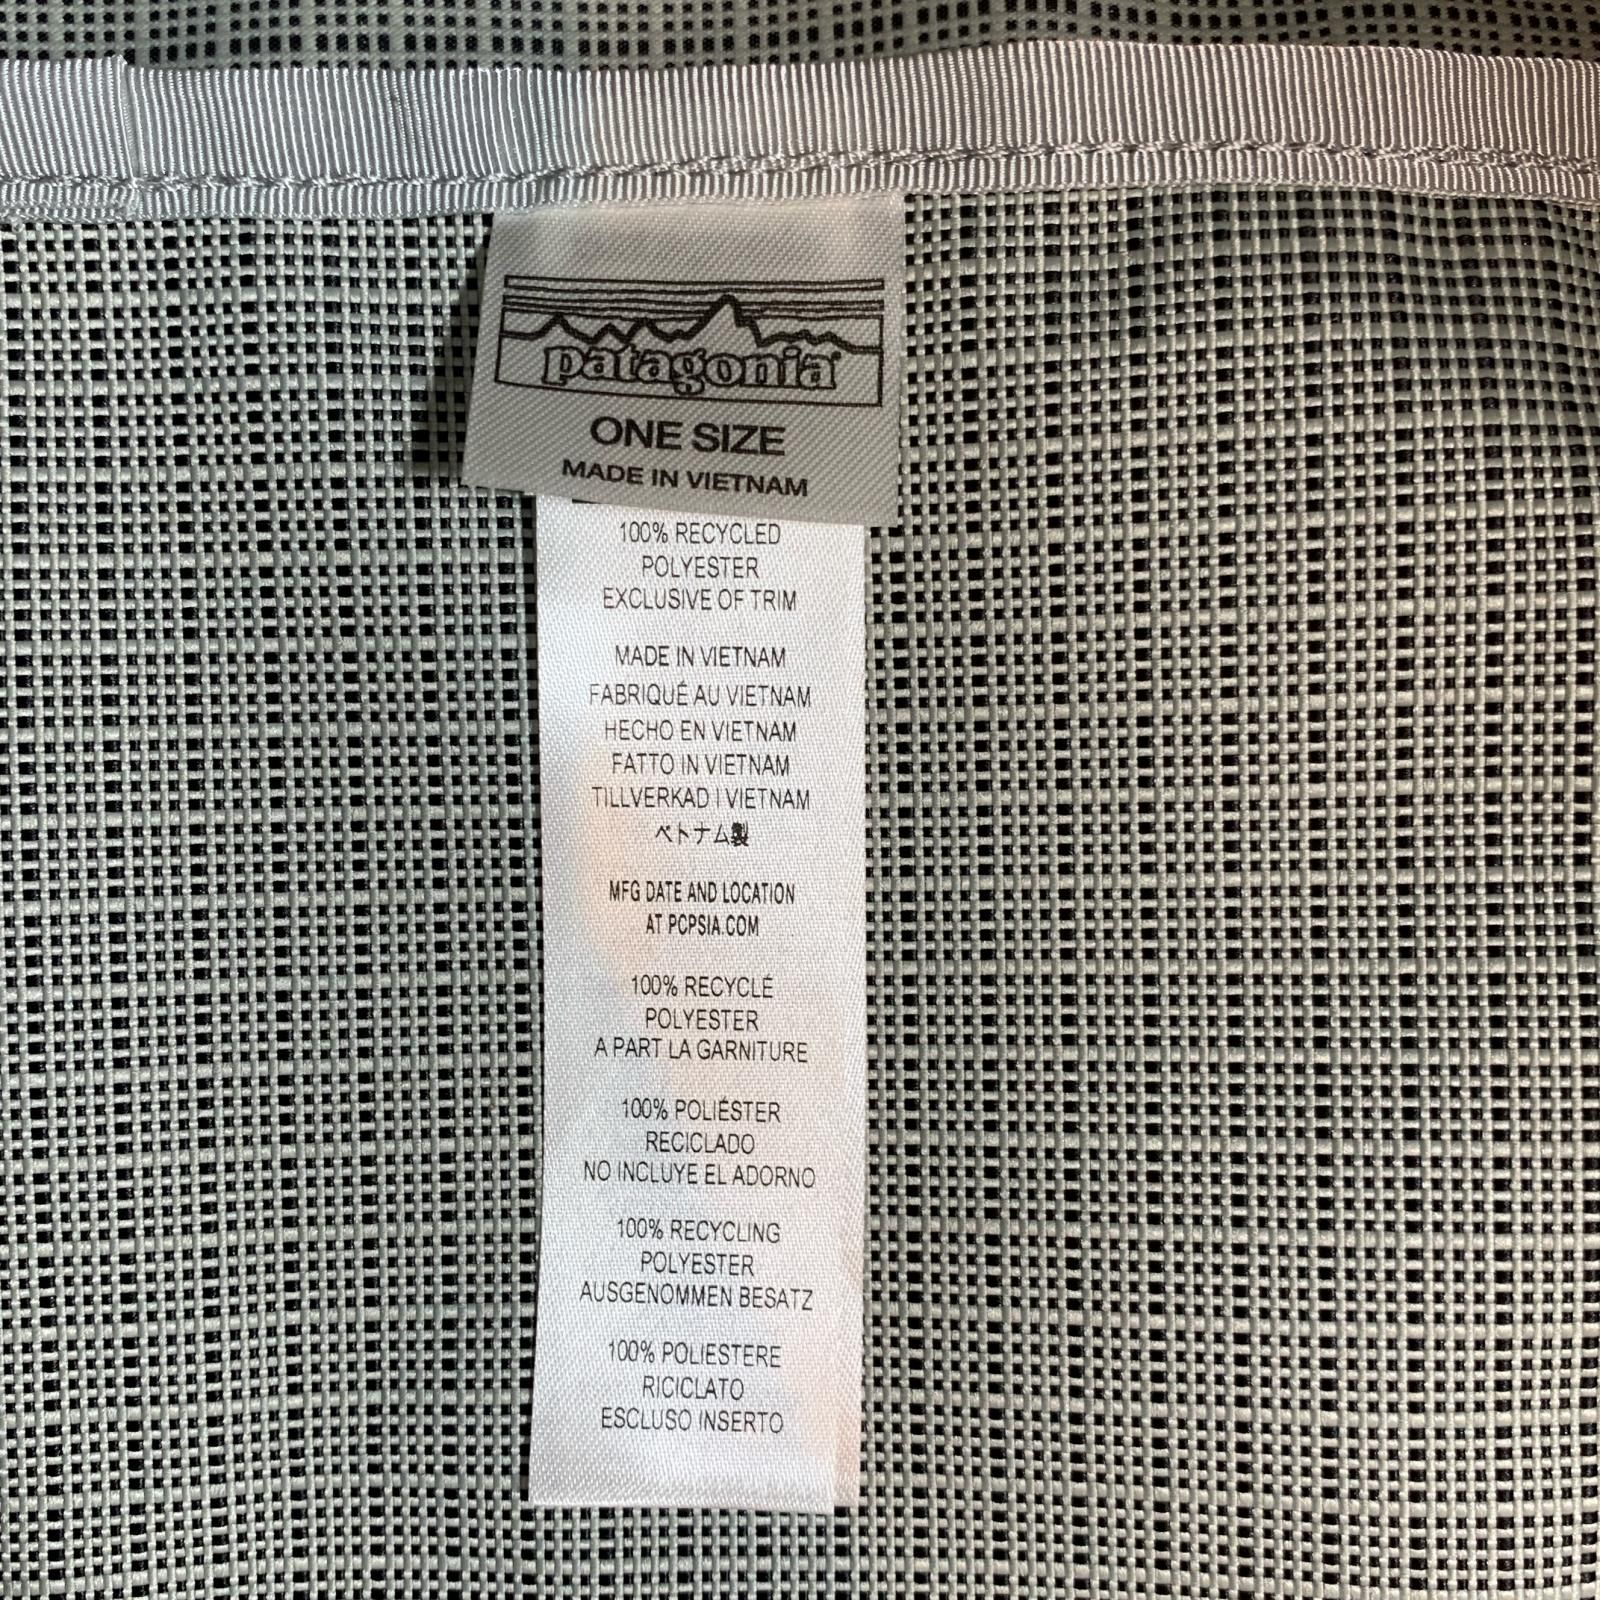 patagonia®
ONE SIZE
MADE IN VIETNAM
100% RECYCLED
POLYESTER
EXCLUSIVE OF TRIM
MADE IN VIETNAM
FABRIQUÉ AU VIETNAM
HECHO EN VIETNAM
FATTO IN VIETNAM
TILLVERKAD I VIETNAM
ベトナム製
MFG DATE AND LOCATION
AT PCPSIA.COM
100% RECYCLÉ
POLYESTER
A PART LA GARNITURE
100% POLIÉSTER
RECICLADO
NO INCLUYE EL ADORNO
100% RECYCLING
POLYESTER
AUSGENOMMEN BESATZ
100% POLIESTERE
RICICLATO
ESCLUSO INSERTO